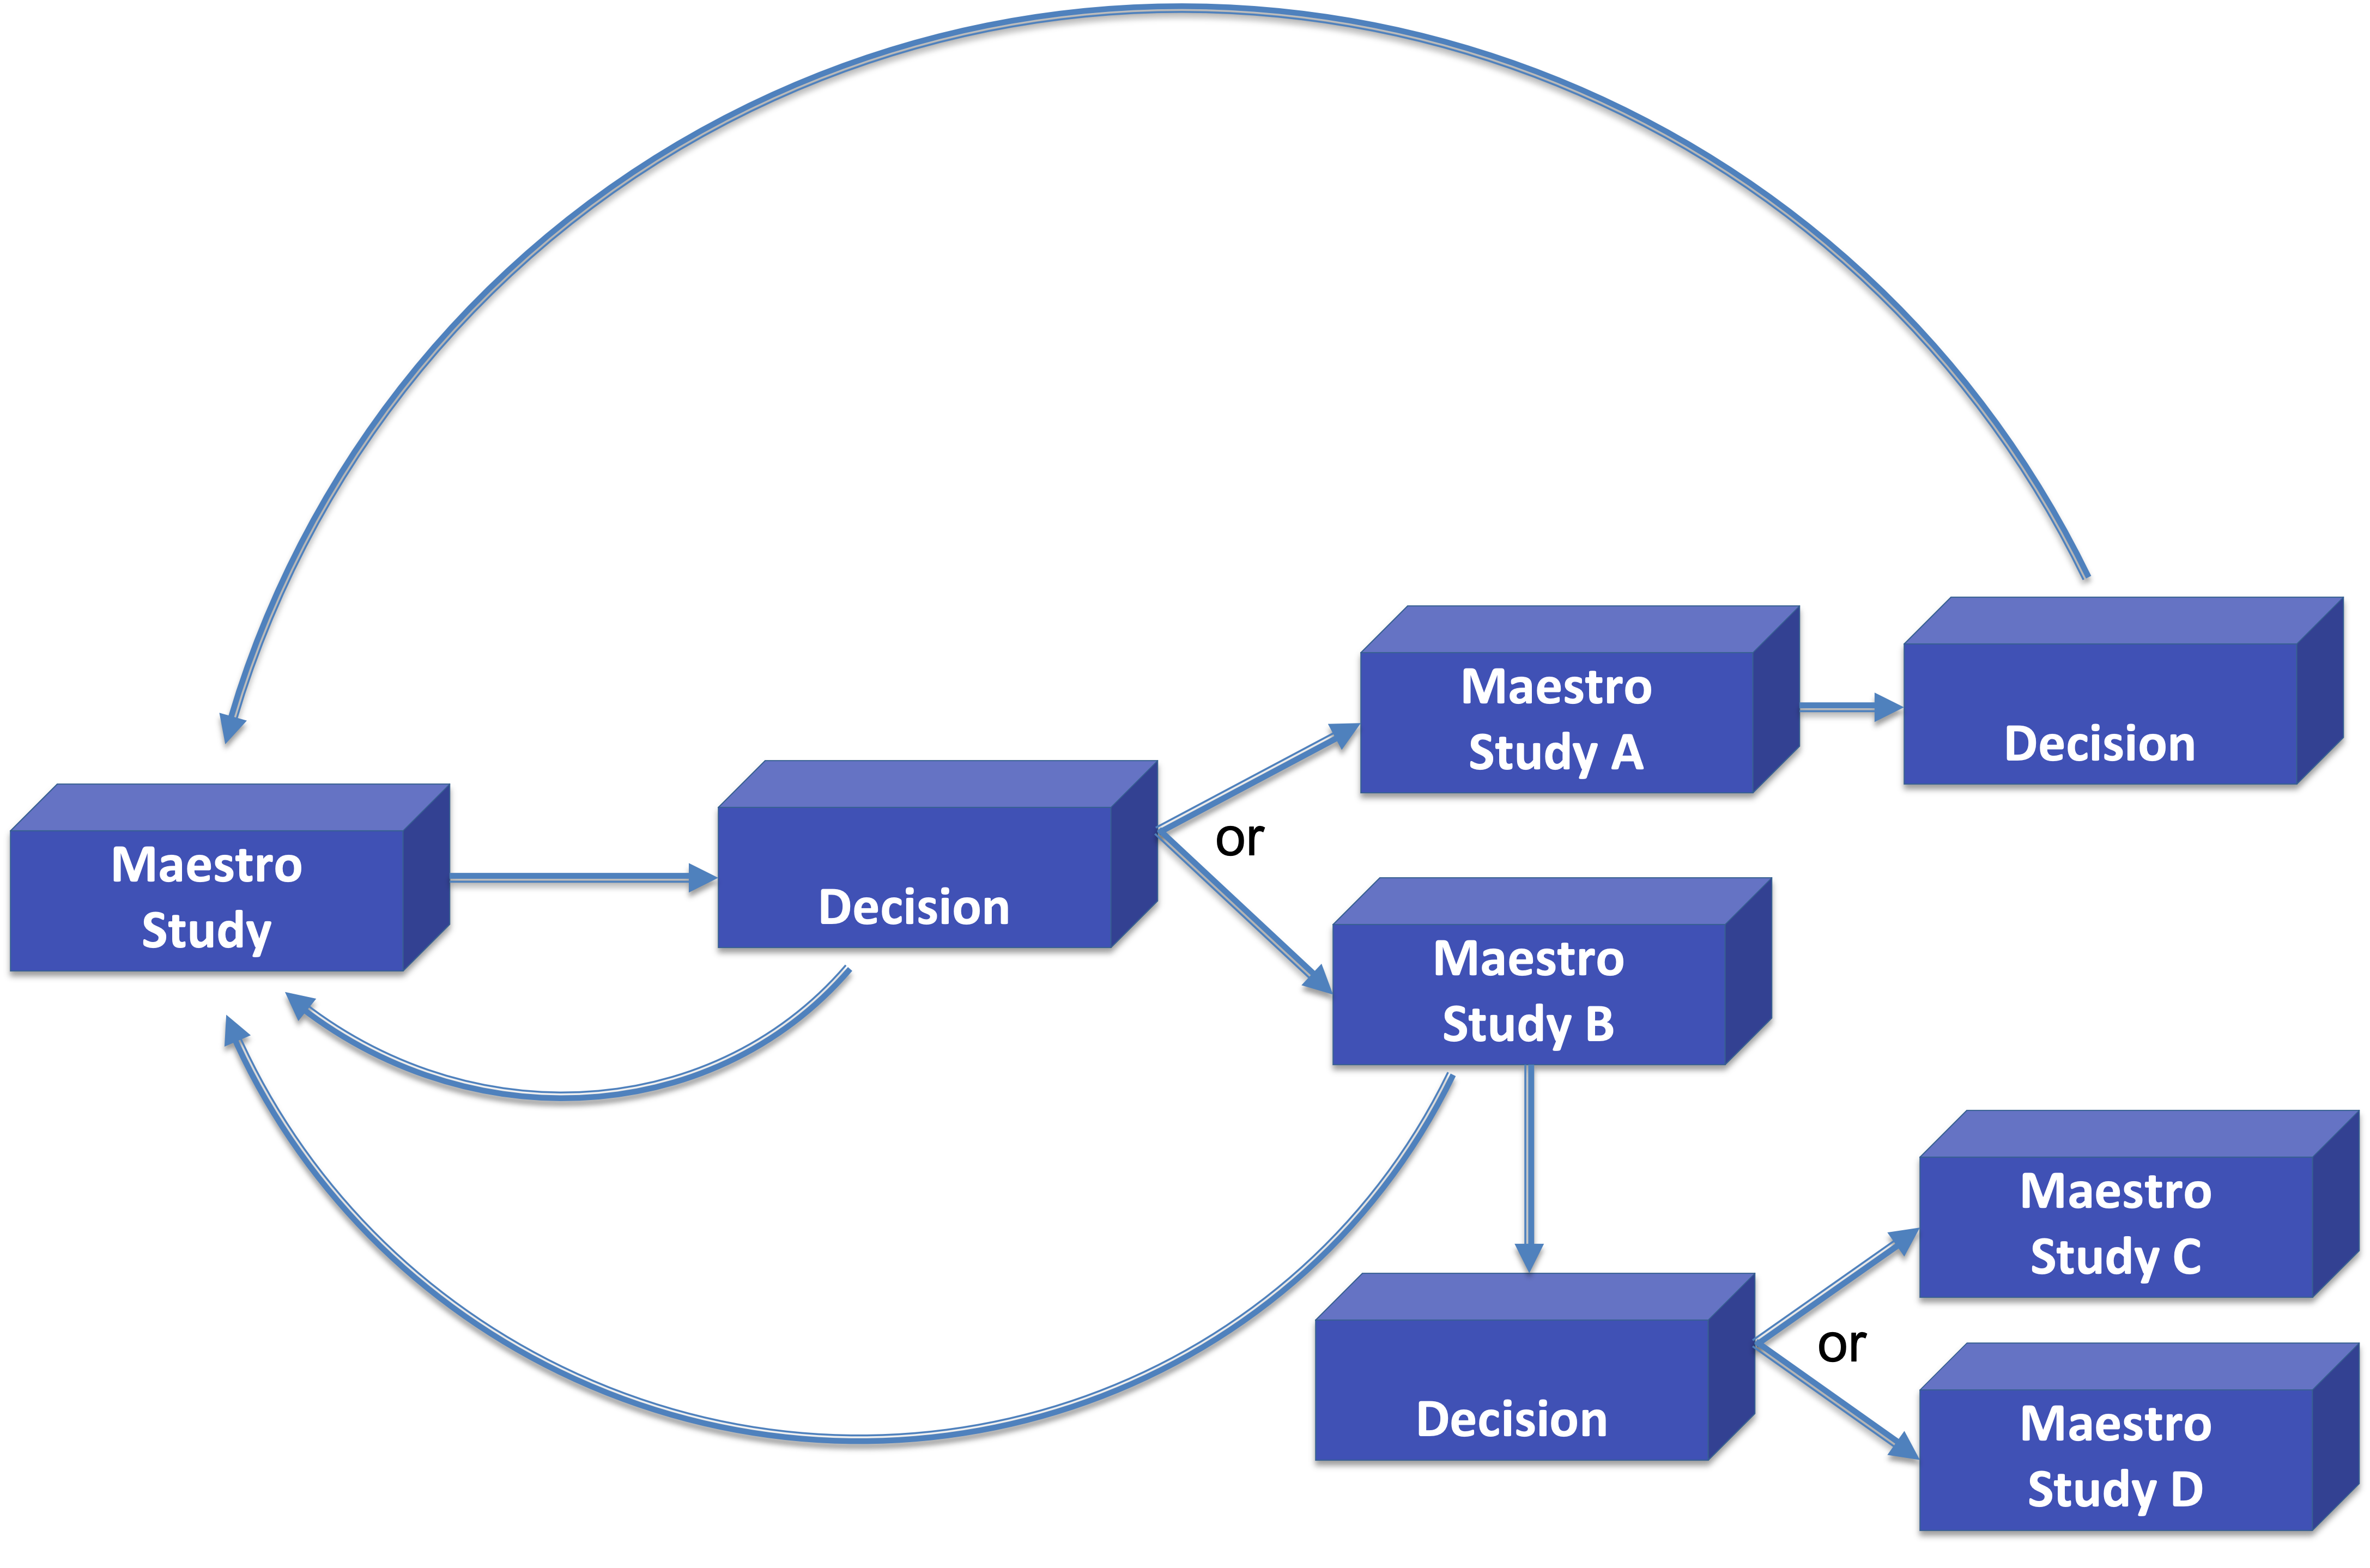 Maestro
Study
Decision
or
Maestro
Study A
Decision
Maestro
Study B
Decision
or
Maestro
Study C
Maestro
Study D